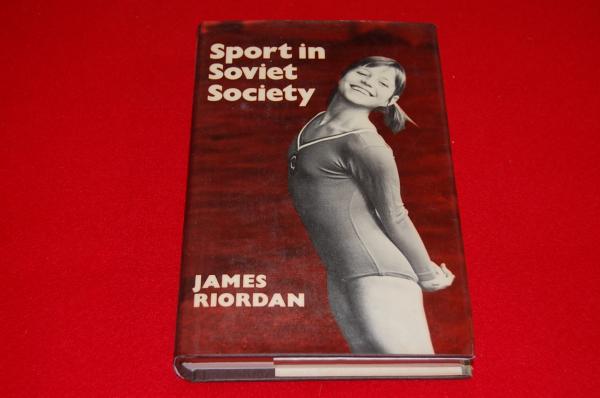 Sport in
Soviet
Society
JAMES
RIORDAN